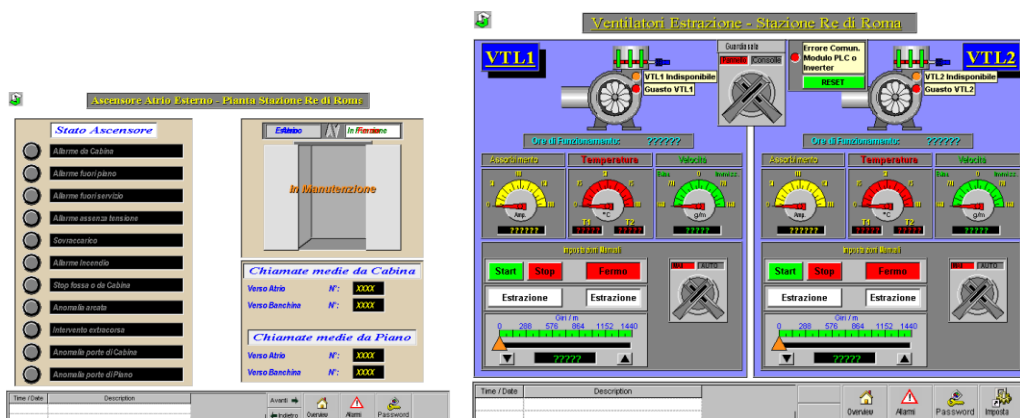 Ascensore Atrio Esterno - Pianta Stazione Re di Roma
Stato Ascensore
Allarme da Cabina
Allarme fuori piano
Allarme fuori servizio
Allarme assenza tensione
Sovraccarico
Allarme Incendio
Stop fossa o da Cabina
Anomalia arcata
Intervento extracorsa
Anomalia porte di Cabina
Anomalia porte di Piano
In Manutenzione
Chiamate medie da Cabina
Verso Atrio N°: XXXX
Verso Banchina N°: XXXX
Chiamate medie da Piano
Verso Atrio N°: XXXX
Verso Banchina N°: XXXX
Time / Date Description
Avanti
Indietro
Overview Allarmi Password
Ventilatori Estrazione - Stazione Re di Roma
VTL1
VTL1 Indisponibile
Guasto VTL1
Consolle
Errore Comun.
Modulo PLC o
Inverter
RESET
VTL2
VTL2 Indisponibile
Guasto VTL2
Ore di Funzionamento: ??????
Ore di Funzionamento: ??????
Assorbimento Temperatura Velocità
Amp. °C g/m
T1 T2
?????? ????? ????? ??????
Assorbimento Temperatura Velocità
Amp. °C g/m
T1 T2
?????? ????? ????? ??????
Impostazioni Manuali
Start Stop Fermo
Estrazione Estrazione
MAN AUTO
Giri / m
0 288 576 864 1152 1440
?????
Impostazioni Manuali
Start Stop Fermo
Estrazione Estrazione
MAN AUTO
Giri / m
0 288 576 864 1152 1440
?????
Time / Date Description
Overview Allarmi Password Imposta